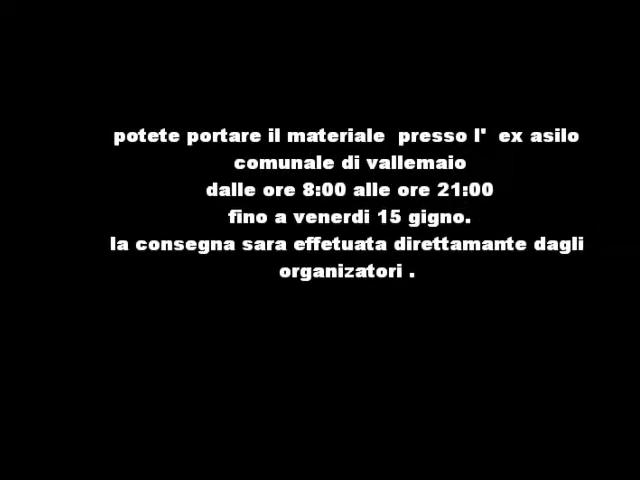 potete portare il materiale  presso l'  ex asilo
comunale di vallemaio
dalle ore 8:00 alle ore 21:00
fino a venerdi 15 gigno.
la consegna sara effetuata direttamante dagli
organizatori .